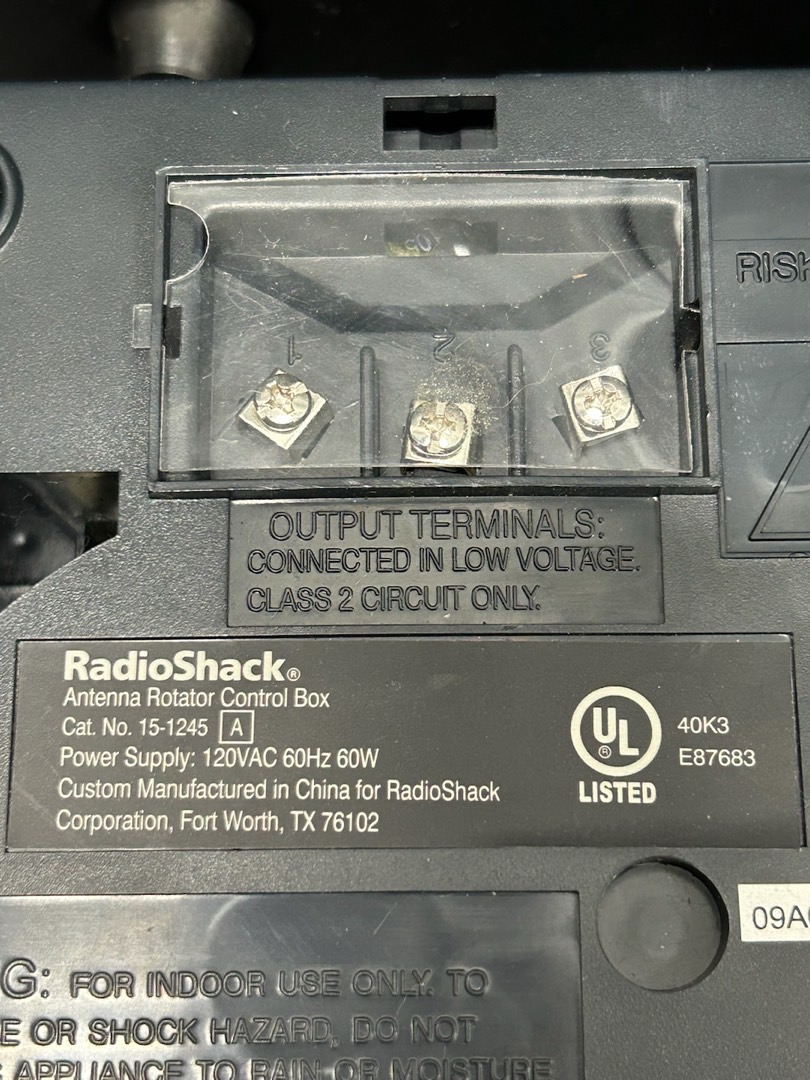 RISK
1 2 3
OUTPUT TERMINALS:
CONNECTED IN LOW VOLTAGE.
CLASS 2 CIRCUIT ONLY.
RadioShack®
Antenna Rotator Control Box
Cat. No. 15-1245 A
Power Supply: 120VAC 60Hz 60W
Custom Manufactured in China for RadioShack
Corporation, Fort Worth, TX 76102
UL ®
LISTED
40K3
E87683
09A
G: FOR INDOOR USE ONLY. TO
E OR SHOCK HAZARD, DO NOT
APPLIANCE TO RAIN OR MOISTURE